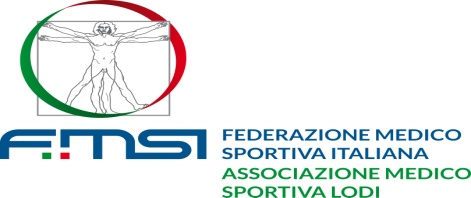 FMSI
FEDERAZIONE MEDICO
SPORTIVA ITALIANA
ASSOCIAZIONE MEDICO
SPORTIVA LODI